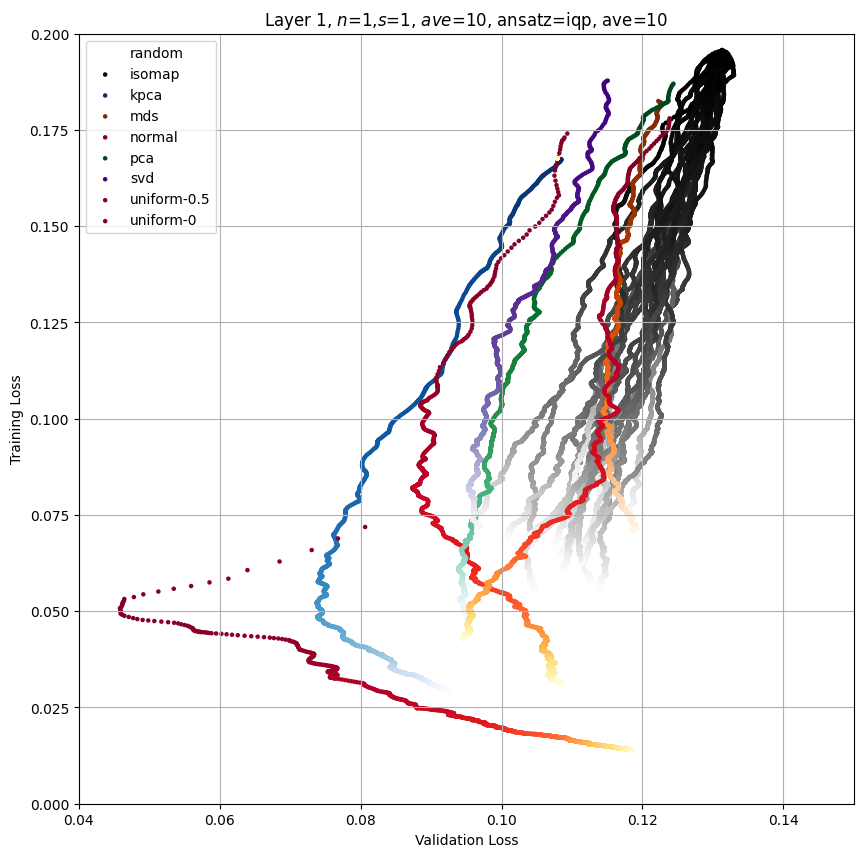 Layer 1, n=1,s=1, ave=10, ansatz=iqp, ave=10
random
isomap
kpca
mds
normal
pca
svd
uniform-0.5
uniform-0
Training Loss
0.200
0.175
0.150
0.125
0.100
0.075
0.050
0.025
0.000
0.04 0.06 0.08 0.10 0.12 0.14
Validation Loss